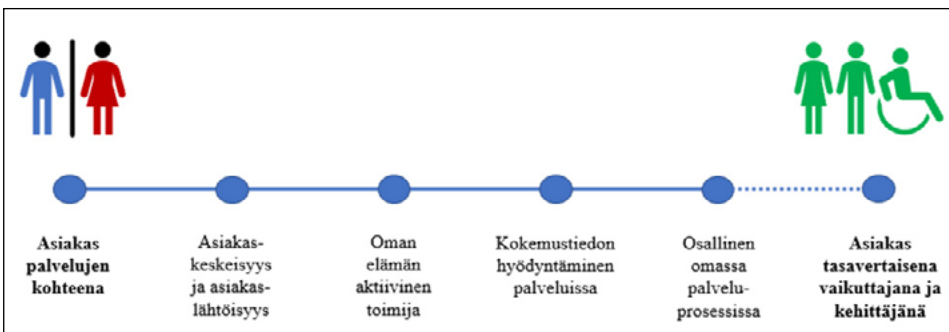 Asiakas
palvelujen
kohteena
Asiakas-
keskeisyys
ja asiakas-
lähtöisyys
Oman
elämän
aktiivinen
toimija
Kokemustiedon
hyödyntäminen
palveluissa
Osallinen
omassa
palvelu-
prosessissa
Asiakas
tasavertaisena
vaikuttajana ja
kehittäjänä